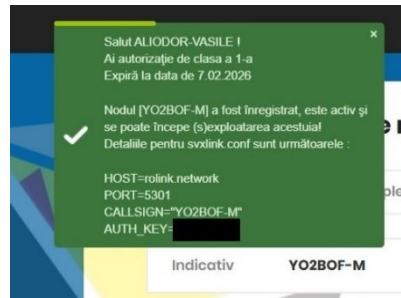 Salut ALIODOR-VASILE !
Ai autorizaţie de clasa a 1-a
Expiră la data de 7.02.2026
Nodul [YO2BOF-M] a fost înregistrat, este activ şi
se poate începe (s)exploatarea acestuia!
Detaliile pentru svxlink.conf sunt următoarele :
HOST=rolink.network
PORT=5301
CALLSIGN="YO2BOF-M"
AUTH_KEY=
Indicativ YO2BOF-M